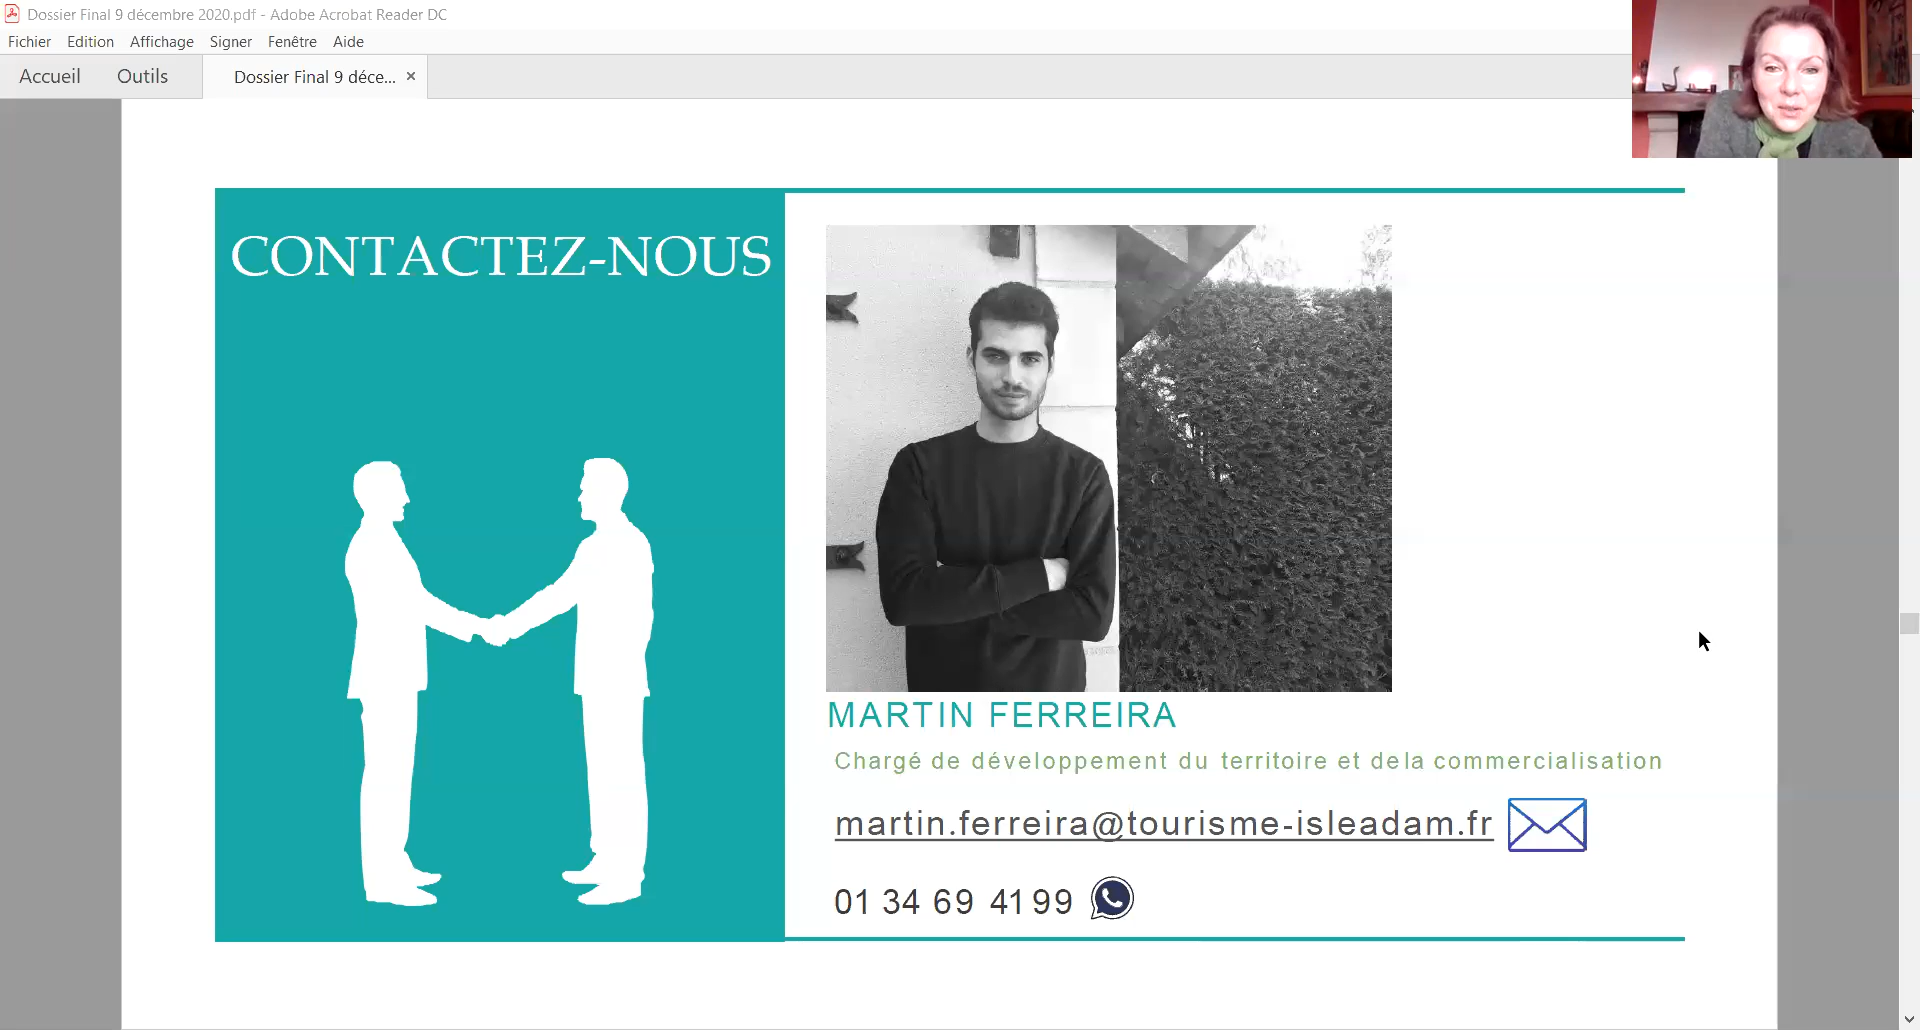 Dossier Final 9 décembre 2020.pdf - Adobe Acrobat Reader DC
Fichier Edition Affichage Signer Fenêtre Aide
Accueil Outils Dossier Final 9 déce... ×
CONTACTEZ-NOUS
MARTIN FERREIRA
Chargé de développement du territoire et dela commercialisation
martin.ferreira@tourisme-isleadam.fr
01 34 69 41 99